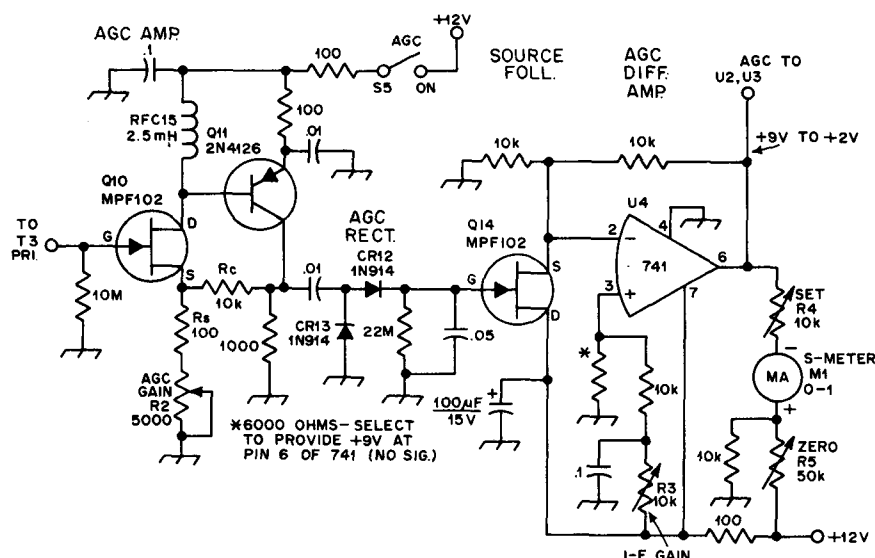 AGC AMP.
.1
100
AGC
S5
ON
+12V
SOURCE
FOLL.
AGC
DIFF.
AMP.
AGC TO
U2,U3
RFC15
2.5mH
Q11
2N4126
100
.01
10k
10k
+9V TO +2V
Q10
MPF102
D
G
S
TO
T3
PRI.
10M
AGC
RECT.
CR12
1N914
Q14
MPF102
U4
741
2
3
4
6
7
−
+
G
S
D
Rc
10k
.01
Rs
100
1000
CR13
1N914
22M
.05
SET
R4
10k
−
S-METER
M1
0-1
MA
+
AGC
GAIN
R2
5000
*
10k
+
100µF
15V
*6000 OHMS-SELECT
TO PROVIDE +9V AT
PIN 6 OF 741 (NO SIG.)
.1
R3
10k
10k
ZERO
R5
50k
100
+12V
I-F GAIN